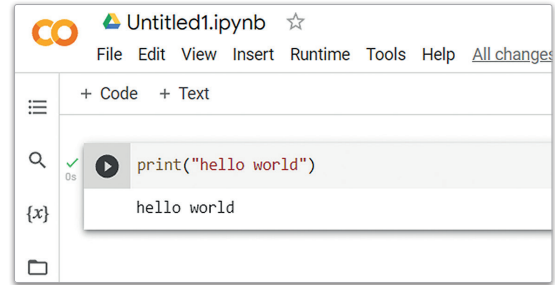 Untitled1.ipynb
File Edit View Insert Runtime Tools Help All changes
+ Code + Text
0s
print("hello world")
{x}
hello world